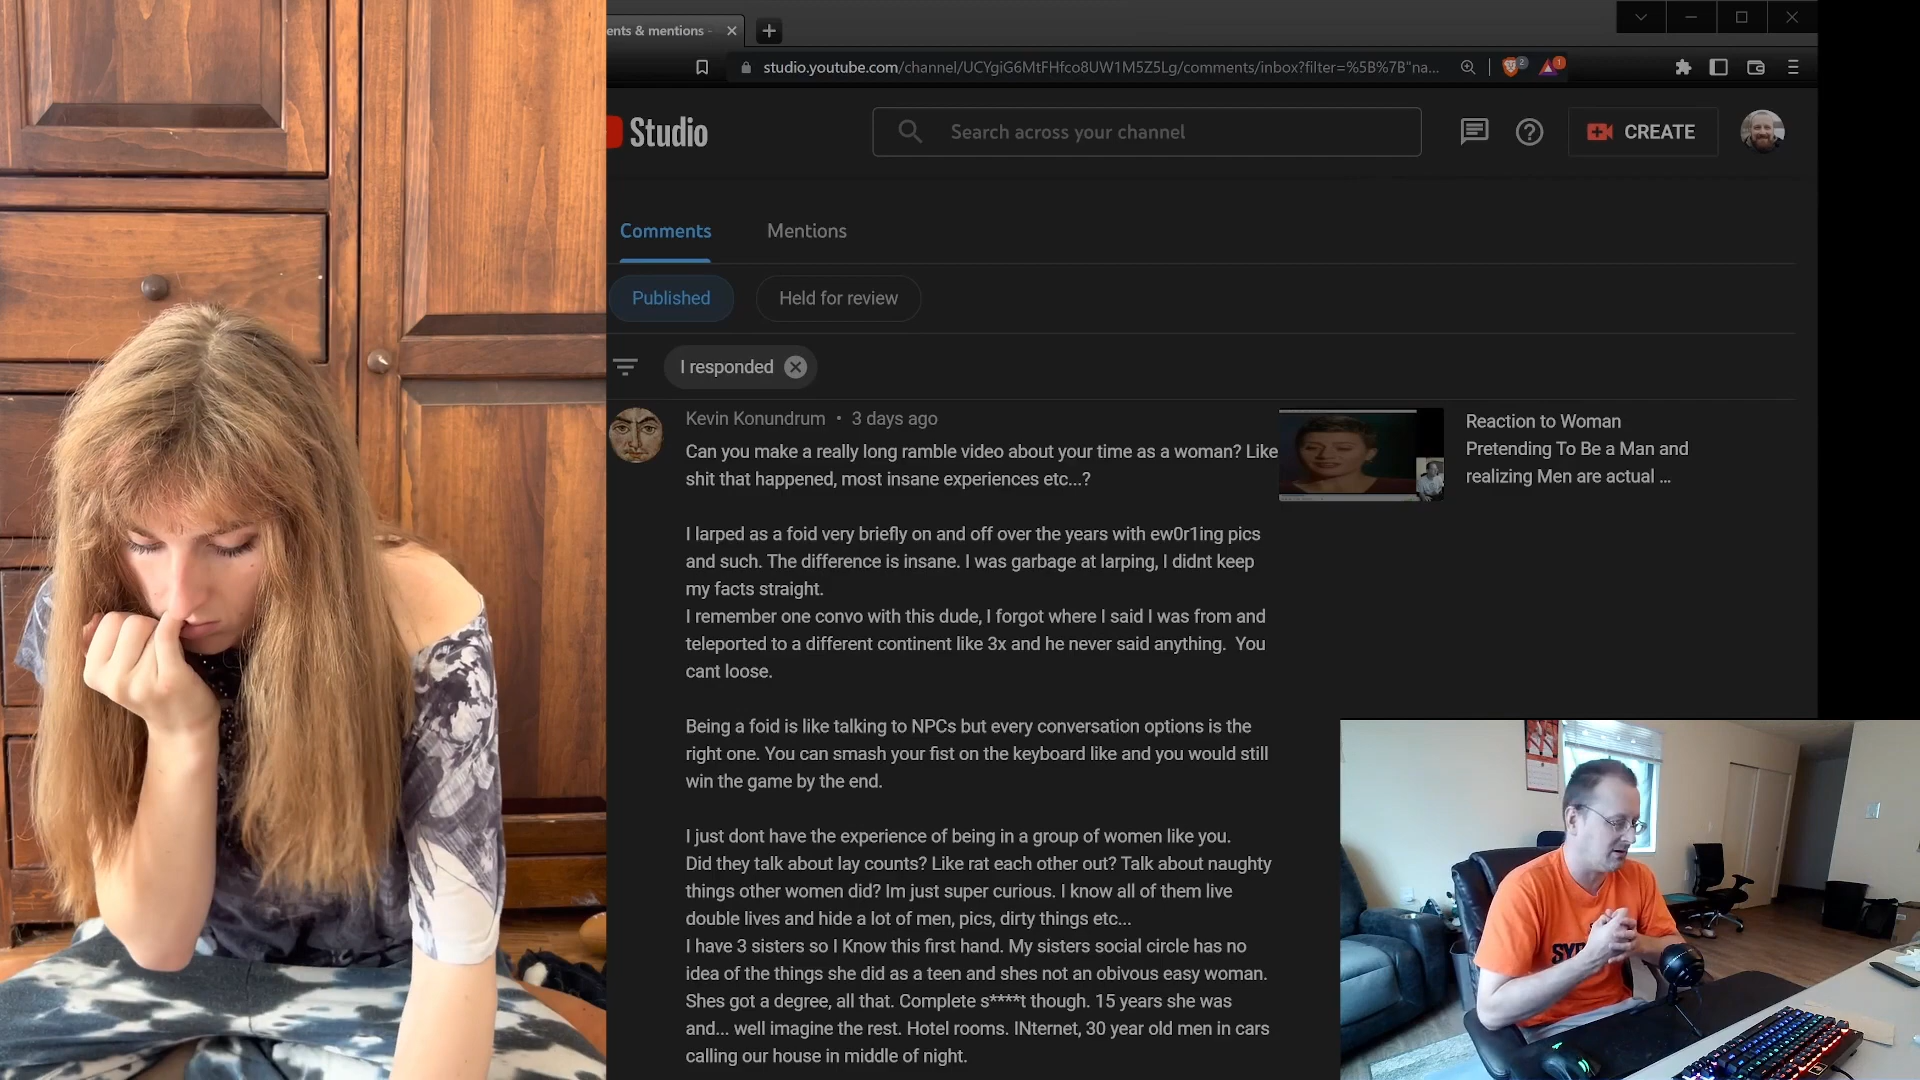 ents & mentions -
studio.youtube.com/channel/UCYgiG6MtFHfco8UW1M5Z5Lg/comments/inbox?filter=%5B%7B"na...
2
1
Studio
Search across your channel
CREATE
Comments
Mentions
Published
Held for review
I responded
Kevin Konundrum • 3 days ago
Can you make a really long ramble video about your time as a woman? Like
shit that happened, most insane experiences etc...?
I larped as a foid very briefly on and off over the years with ew0r1ing pics
and such. The difference is insane. I was garbage at larping, I didnt keep
my facts straight.
I remember one convo with this dude, I forgot where I said I was from and
teleported to a different continent like 3x and he never said anything.  You
cant loose.
Being a foid is like talking to NPCs but every conversation options is the
right one. You can smash your fist on the keyboard like and you would still
win the game by the end.
I just dont have the experience of being in a group of women like you.
Did they talk about lay counts? Like rat each other out? Talk about naughty
things other women did? Im just super curious. I know all of them live
double lives and hide a lot of men, pics, dirty things etc...
I have 3 sisters so I Know this first hand. My sisters social circle has no
idea of the things she did as a teen and shes not an obivous easy woman.
Shes got a degree, all that. Complete s****t though. 15 years she was
and... well imagine the rest. Hotel rooms. INternet, 30 year old men in cars
calling our house in middle of night.
Reaction to Woman
Pretending To Be a Man and
realizing Men are actual ...